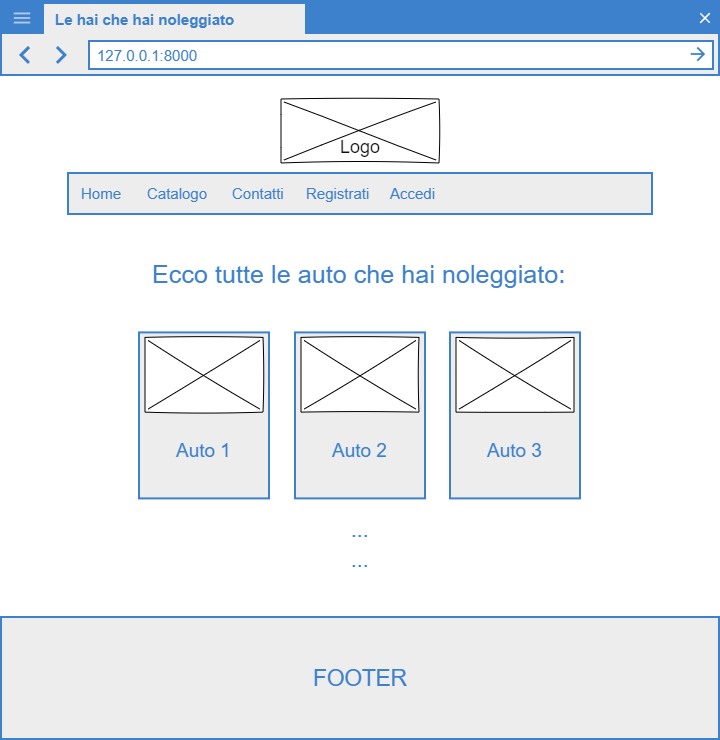 Le hai che hai noleggiato
127.0.0.1:8000
Logo
Home Catalogo Contatti Registrati Accedi
Ecco tutte le auto che hai noleggiato:
Auto 1 Auto 2 Auto 3
...
...
FOOTER